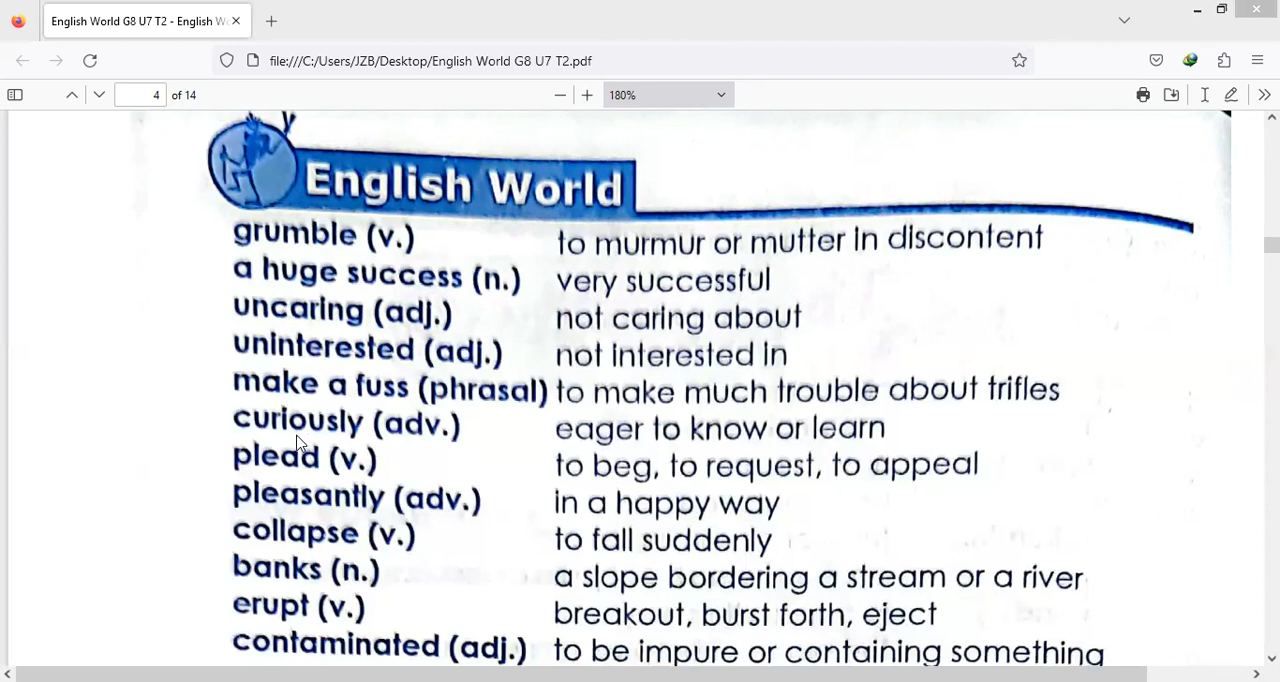 English World G8 U7 T2 - English Wo
file:///C:/Users/JZB/Desktop/English World G8 U7 T2.pdf
4 of 14
180%
English World
grumble (v.) to murmur or mutter in discontent
a huge success (n.) very successful
uncaring (adj.) not caring about
uninterested (adj.) not interested in
make a fuss (phrasal) to make much trouble about trifles
curiously (adv.) eager to know or learn
plead (v.) to beg, to request, to appeal
pleasantly (adv.) in a happy way
collapse (v.) to fall suddenly
banks (n.) a slope bordering a stream or a river
erupt (v.) breakout, burst forth, eject
contaminated (adj.) to be impure or containing something